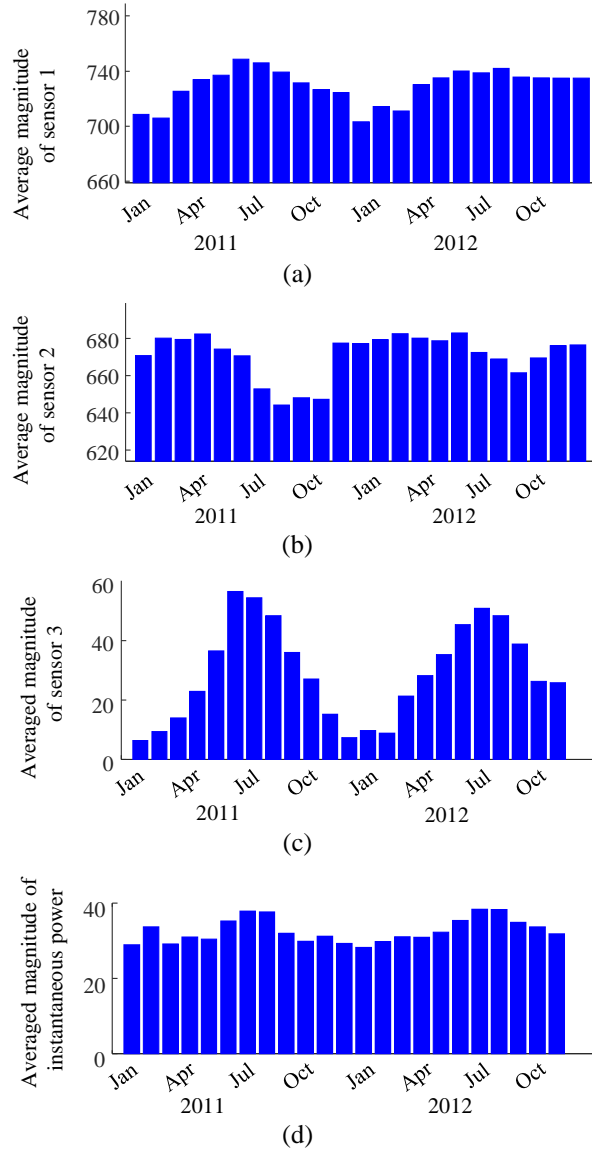 780
740
700
660
Average magnitude
of sensor 1
Jan
Apr
Jul
Oct
Jan
Apr
Jul
Oct
2011
2012
(a)
680
660
640
620
Average magnitude
of sensor 2
Jan
Apr
Jul
Oct
Jan
Apr
Jul
Oct
2011
2012
(b)
60
40
20
0
Averaged magnitude
of sensor 3
Jan
Apr
Jul
Oct
Jan
Apr
Jul
Oct
2011
2012
(c)
40
20
0
Averaged magnitude of
instantaneous power
Jan
Apr
Jul
Oct
Jan
Apr
Jul
Oct
2011
2012
(d)